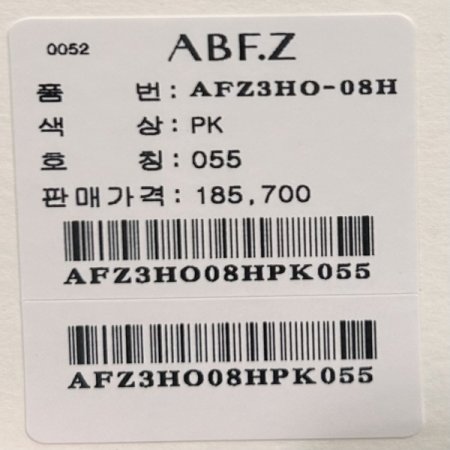 0052 ABF.Z
품 번 : AFZ3HO-08H
색 상 : PK
호 칭 : 055
판매가격 : 185,700
AFZ3HO08HPK055
AFZ3HO08HPK055